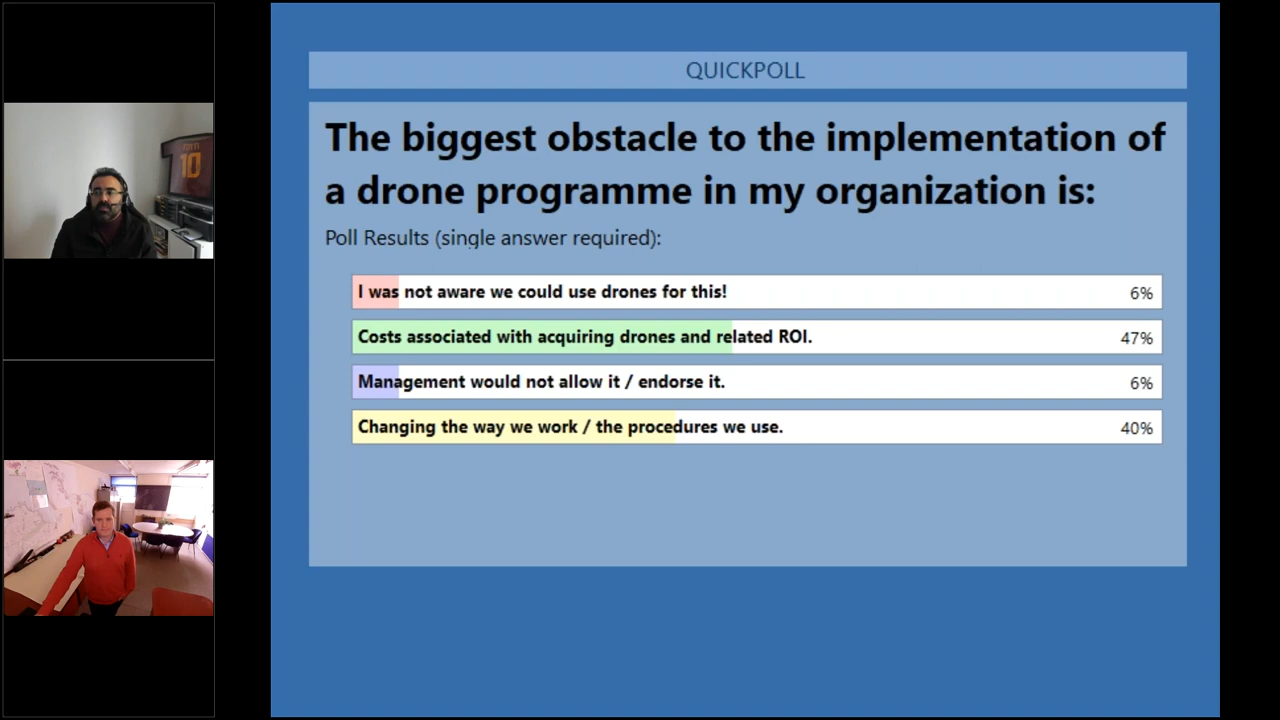 QUICKPOLL
The biggest obstacle to the implementation of
a drone programme in my organization is:
Poll Results (single answer required):
I was not aware we could use drones for this! 6%
Costs associated with acquiring drones and related ROI. 47%
Management would not allow it / endorse it. 6%
Changing the way we work / the procedures we use. 40%
10